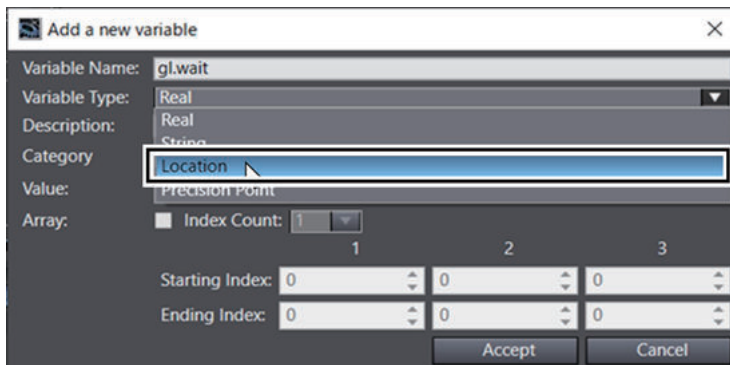 Add a new variable
Variable Name: gl.wait
Variable Type: Real
Real
Description:
String
Category
Location
Value:
Precision Point
Array: Index Count: 1
1 2 3
Starting Index: 0 0 0
Ending Index: 0 0 0
Accept Cancel